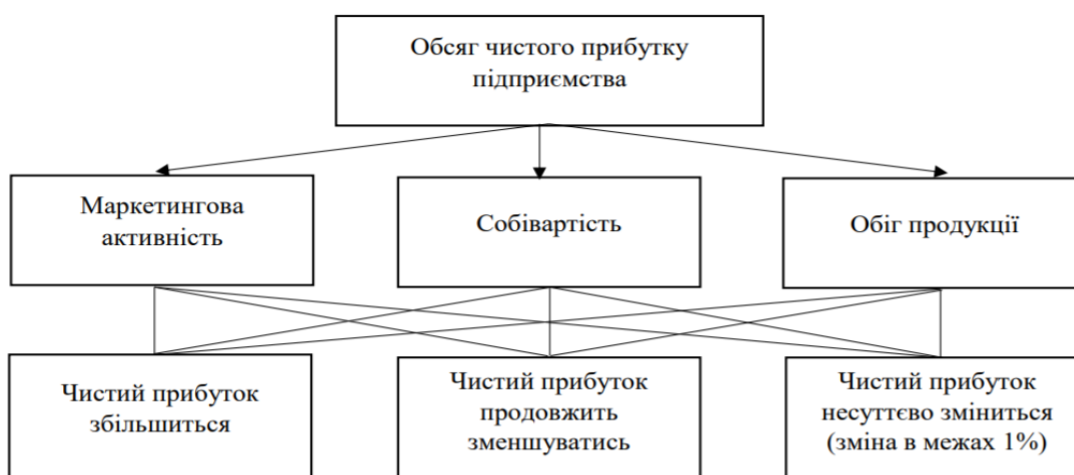 Обсяг чистого прибутку
підприємства
Маркетингова
активність
Собівартість
Обіг продукції
Чистий прибуток
збільшиться
Чистий прибуток
продовжить
зменшуватись
Чистий прибуток
несуттєво зміниться
(зміна в межах 1%)